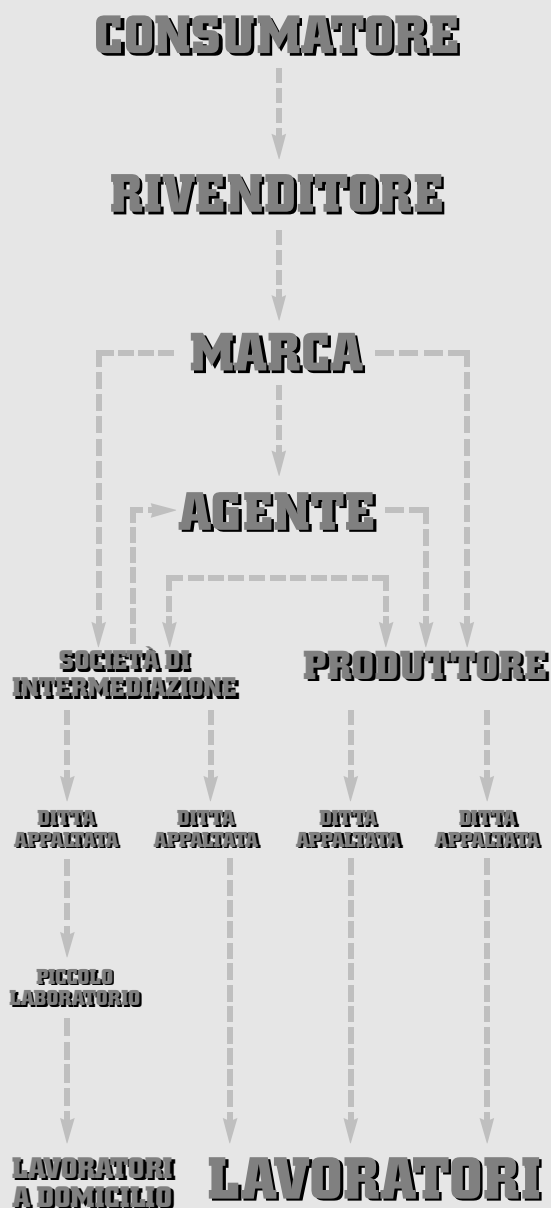 CONSUMATORE
RIVENDITORE
MARCA
AGENTE
SOCIETÀ DI
INTERMEDIAZIONE
PRODUTTORE
DITTA
APPALTATA
DITTA
APPALTATA
DITTA
APPALTATA
DITTA
APPALTATA
PICCOLO
LABORATORIO
LAVORATORI
A DOMICILIO
LAVORATORI